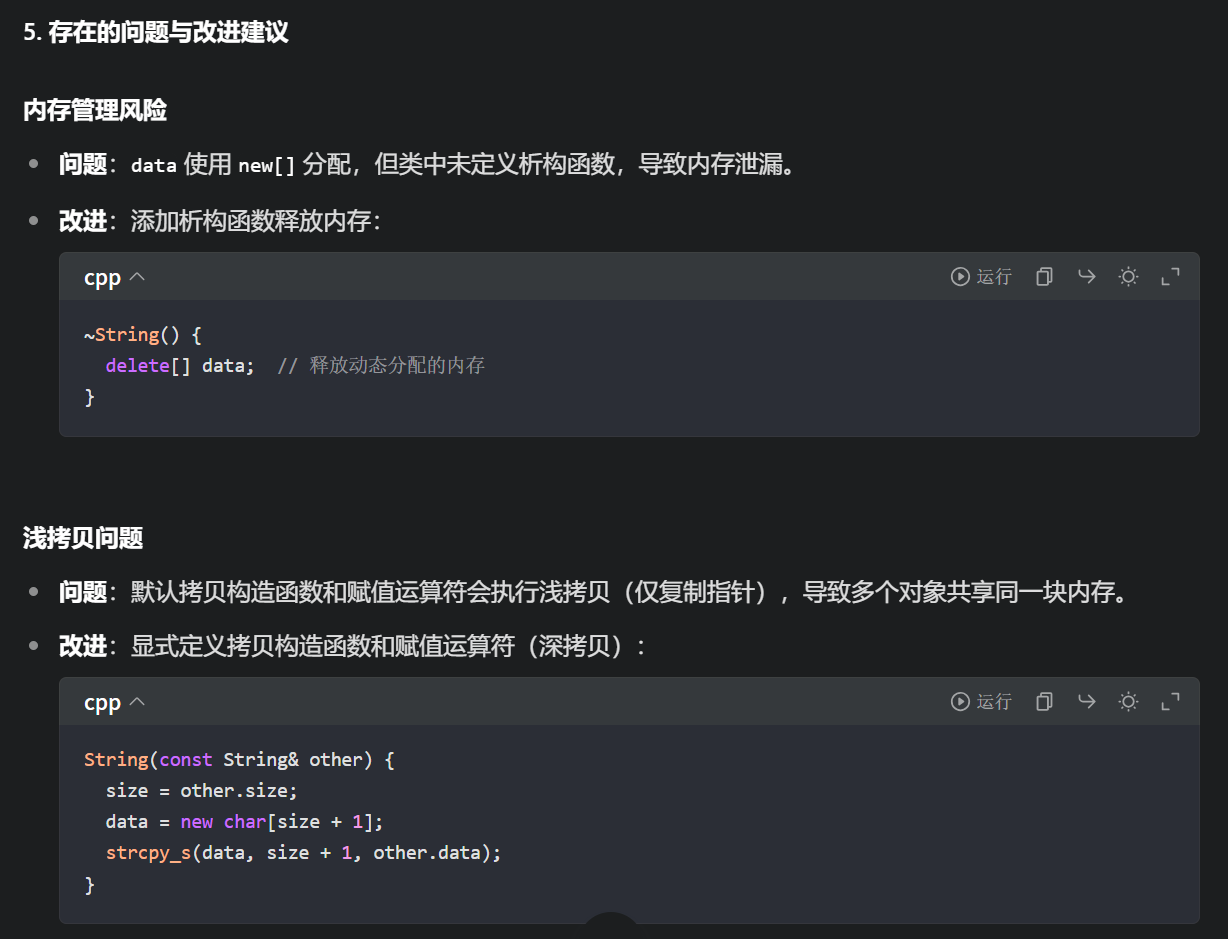 5. 存在的问题与改进建议
内存管理风险
• 问题：data 使用 new[] 分配，但类中未定义析构函数，导致内存泄漏。
• 改进：添加析构函数释放内存：
cpp 运行
~String() {
  delete[] data;  // 释放动态分配的内存
}
浅拷贝问题
• 问题：默认拷贝构造函数和赋值运算符会执行浅拷贝（仅复制指针），导致多个对象共享同一块内存。
• 改进：显式定义拷贝构造函数和赋值运算符（深拷贝）：
cpp 运行
String(const String& other) {
  size = other.size;
  data = new char[size + 1];
  strcpy_s(data, size + 1, other.data);
}